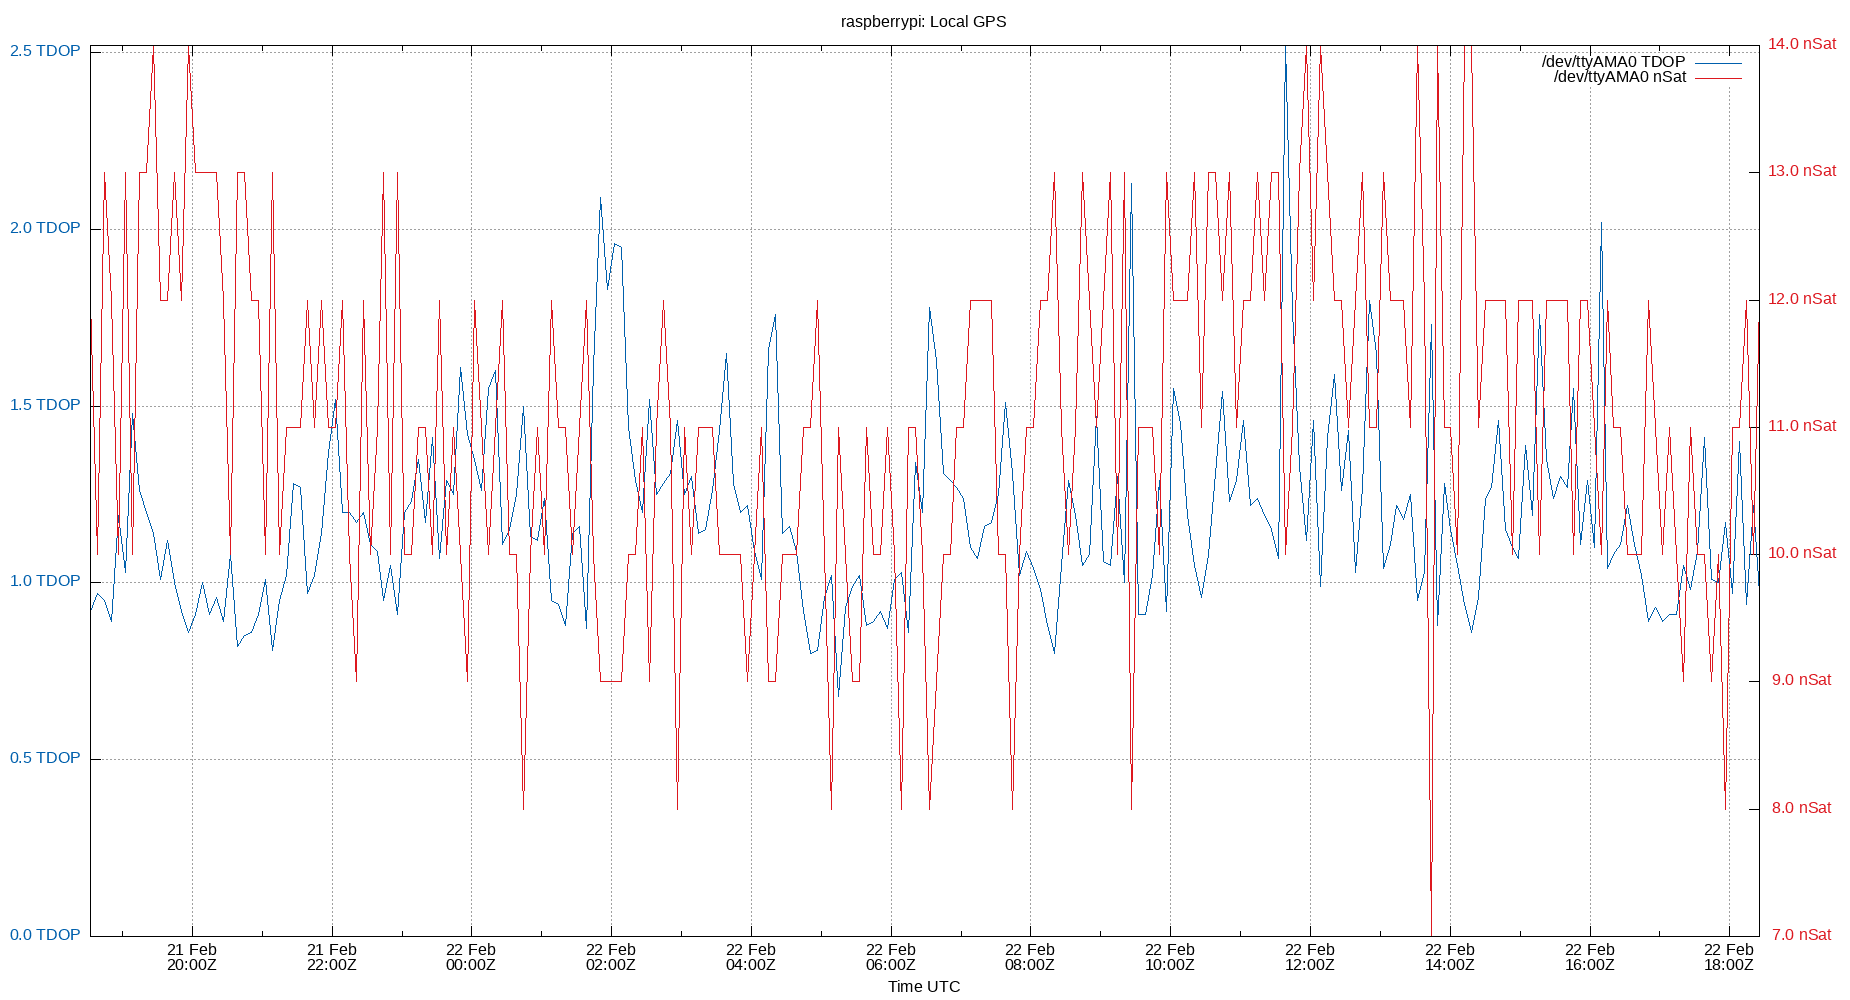 raspberrypi: Local GPS
2.5 TDOP
2.0 TDOP
1.5 TDOP
1.0 TDOP
0.5 TDOP
0.0 TDOP
14.0 nSat
13.0 nSat
12.0 nSat
11.0 nSat
10.0 nSat
9.0 nSat
8.0 nSat
7.0 nSat
/dev/ttyAMA0 TDOP
/dev/ttyAMA0 nSat
21 Feb
20:00Z
21 Feb
22:00Z
22 Feb
00:00Z
22 Feb
02:00Z
22 Feb
04:00Z
22 Feb
06:00Z
22 Feb
08:00Z
22 Feb
10:00Z
22 Feb
12:00Z
22 Feb
14:00Z
22 Feb
16:00Z
22 Feb
18:00Z
Time UTC